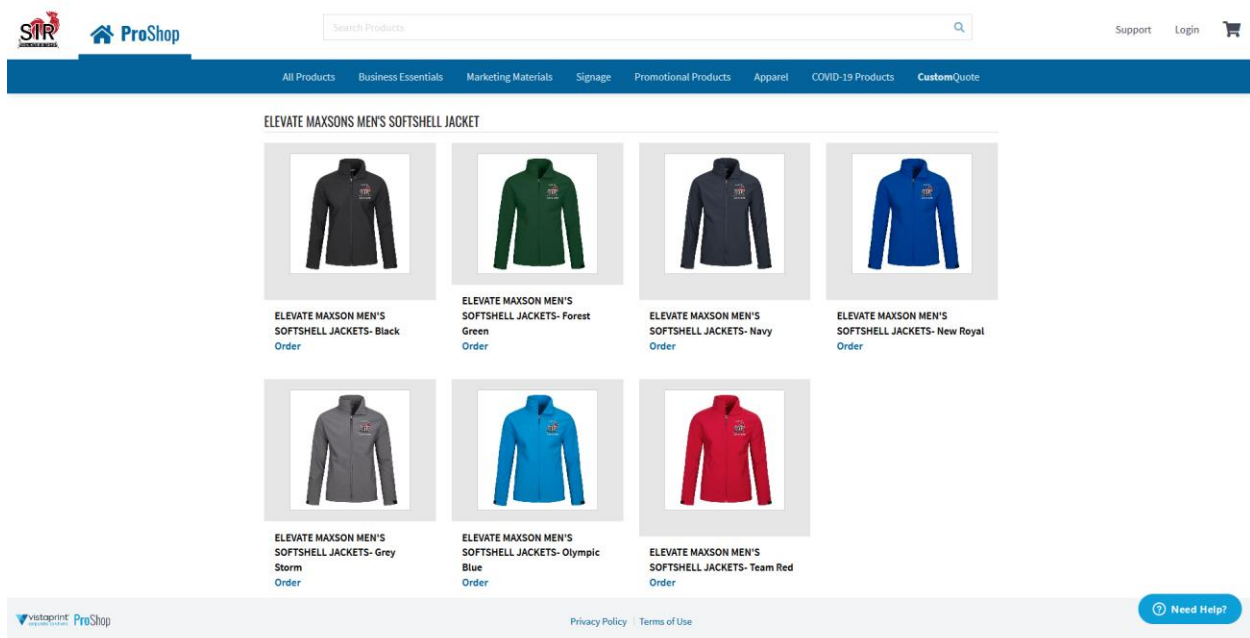 SIR
ProShop
Search Products
Support
Login
All Products
Business Essentials
Marketing Materials
Signage
Promotional Products
Apparel
COVID-19 Products
CustomQuote
ELEVATE MAXSONS MEN'S SOFTSHELL JACKET
ELEVATE MAXSON MEN'S
SOFTSHELL JACKETS- Black
Order
ELEVATE MAXSON MEN'S
SOFTSHELL JACKETS- Forest
Green
Order
ELEVATE MAXSON MEN'S
SOFTSHELL JACKETS- Navy
Order
ELEVATE MAXSON MEN'S
SOFTSHELL JACKETS- New Royal
Order
ELEVATE MAXSON MEN'S
SOFTSHELL JACKETS- Grey
Storm
Order
ELEVATE MAXSON MEN'S
SOFTSHELL JACKETS- Olympic
Blue
Order
ELEVATE MAXSON MEN'S
SOFTSHELL JACKETS- Team Red
Order
vistaprint
ProShop
Privacy Policy
Terms of Use
Need Help?